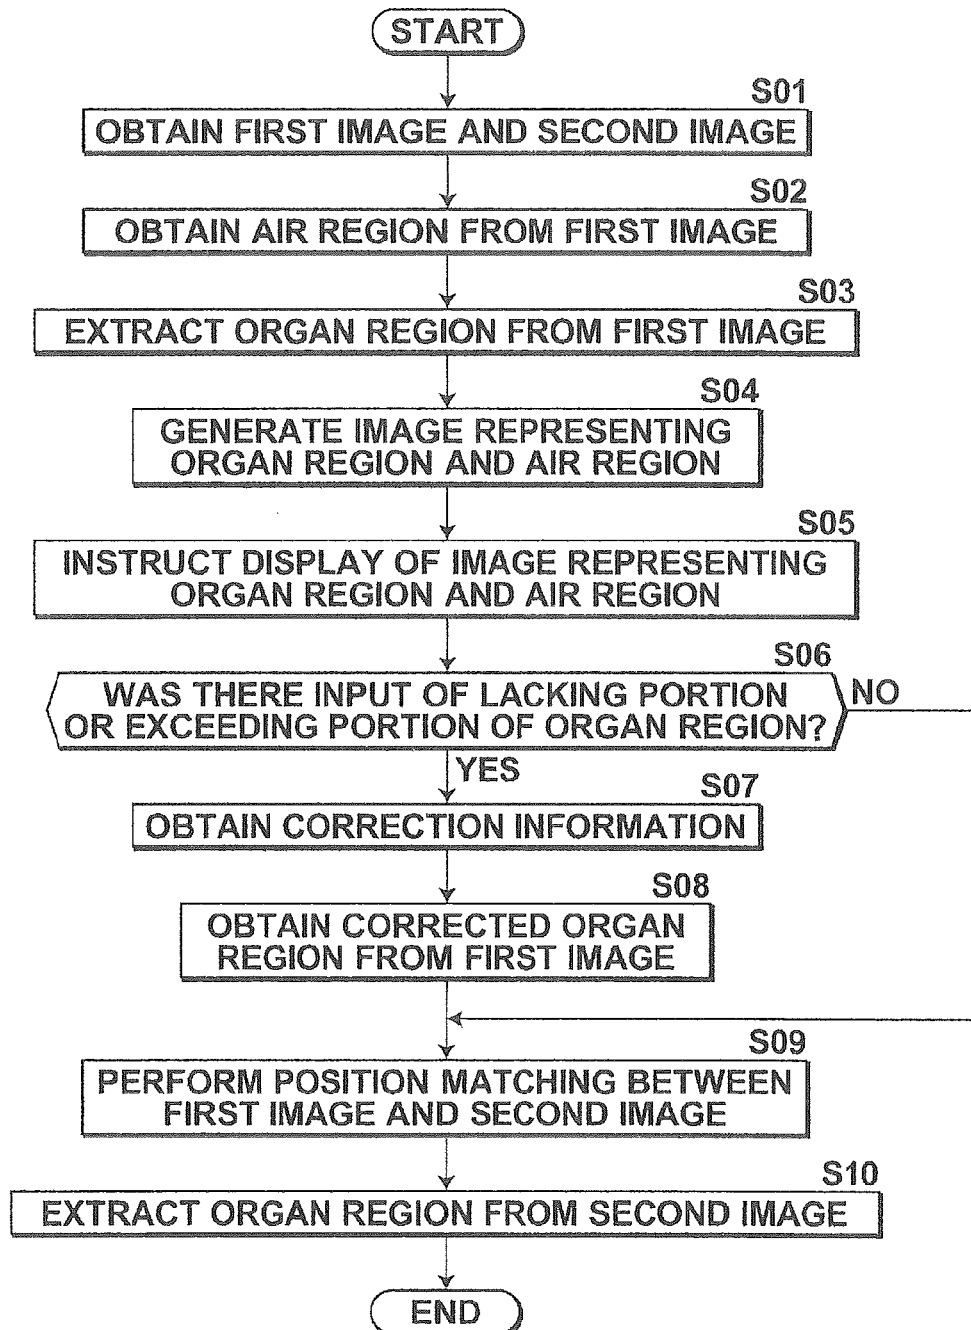 START
S01
OBTAIN FIRST IMAGE AND SECOND IMAGE
S02
OBTAIN AIR REGION FROM FIRST IMAGE
S03
EXTRACT ORGAN REGION FROM FIRST IMAGE
S04
GENERATE IMAGE REPRESENTING
ORGAN REGION AND AIR REGION
S05
INSTRUCT DISPLAY OF IMAGE REPRESENTING
ORGAN REGION AND AIR REGION
S06
WAS THERE INPUT OF LACKING PORTION
OR EXCEEDING PORTION OF ORGAN REGION?
NO
YES
S07
OBTAIN CORRECTION INFORMATION
S08
OBTAIN CORRECTED ORGAN
REGION FROM FIRST IMAGE
S09
PERFORM POSITION MATCHING BETWEEN
FIRST IMAGE AND SECOND IMAGE
S10
EXTRACT ORGAN REGION FROM SECOND IMAGE
END